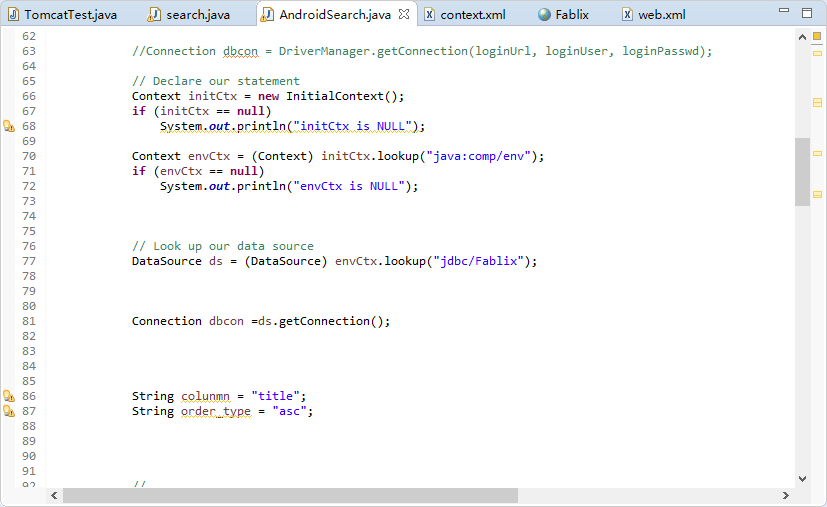 TomcatTest.java search.java AndroidSearch.java context.xml Fablix web.xml
62
63 //Connection dbcon = DriverManager.getConnection(loginUrl, loginUser, loginPasswd);
64
65 // Declare our statement
66 Context initCtx = new InitialContext();
67 if (initCtx == null)
68 System.out.println("initCtx is NULL");
69
70 Context envCtx = (Context) initCtx.lookup("java:comp/env");
71 if (envCtx == null)
72 System.out.println("envCtx is NULL");
73
74
75
76 // Look up our data source
77 DataSource ds = (DataSource) envCtx.lookup("jdbc/Fablix");
78
79
80
81 Connection dbcon =ds.getConnection();
82
83
84
85
86 String colunmn = "title";
87 String order_type = "asc";
88
89
90
91
92 //